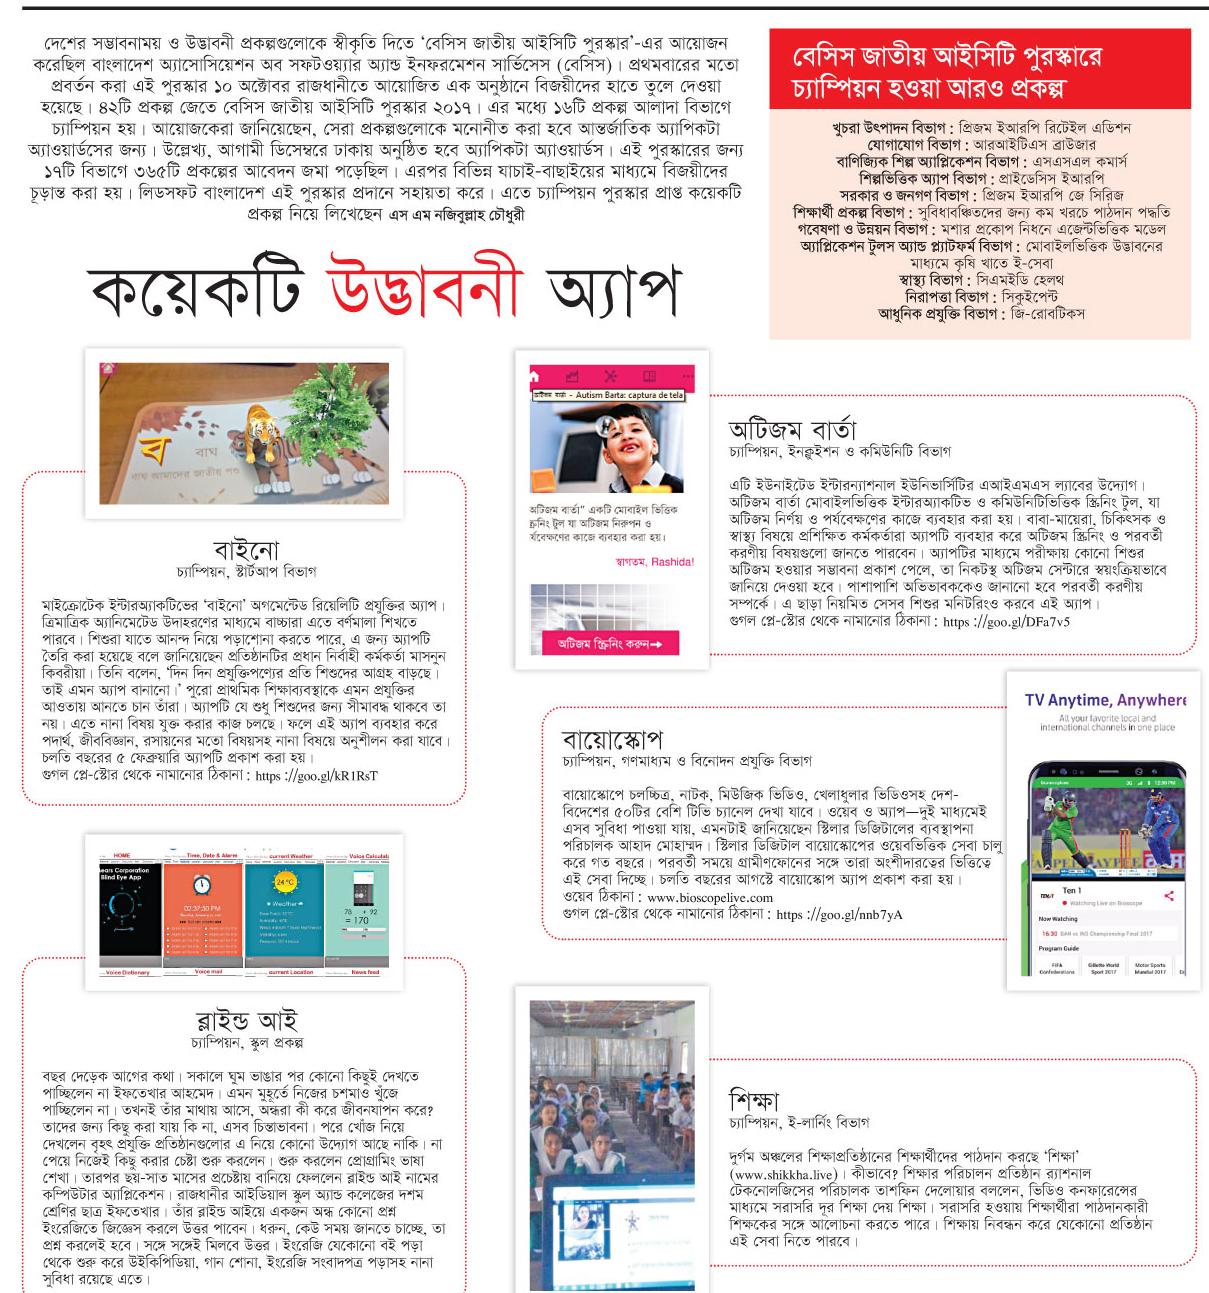 দেশের সম্ভাবনাময় ও উদ্ভাবনী প্রকল্পগুলোকে স্বীকৃতি দিতে ‘বেসিস জাতীয় আইসিটি পুরস্কার’-এর আয়োজন
করেছিল বাংলাদেশ অ্যাসোসিয়েশন অব সফটওয়্যার অ্যান্ড ইনফরমেশন সার্ভিসেস (বেসিস)। প্রথমবারের মতো
প্রবর্তন করা এই পুরস্কার ১০ অক্টোবর রাজধানীতে আয়োজিত এক অনুষ্ঠানে বিজয়ীদের হাতে তুলে দেওয়া
হয়েছে। ৪২টি প্রকল্প জেতে বেসিস জাতীয় আইসিটি পুরস্কার ২০১৭। এর মধ্যে ১৬টি প্রকল্প আলাদা বিভাগে
চ্যাম্পিয়ন হয়। আয়োজকেরা জানিয়েছেন, সেরা প্রকল্পগুলোকে মনোনীত করা হবে আন্তর্জাতিক অ্যাপিকটা
অ্যাওয়ার্ডসের জন্য। উল্লেখ্য, আগামী ডিসেম্বরে ঢাকায় অনুষ্ঠিত হবে অ্যাপিকটা অ্যাওয়ার্ডস। এই পুরস্কারের জন্য
১৭টি বিভাগে ৩৬৫টি প্রকল্পের আবেদন জমা পড়েছিল। এরপর বিভিন্ন যাচাই-বাছাইয়ের মাধ্যমে বিজয়ীদের
চূড়ান্ত করা হয়। লিডসফট বাংলাদেশ এই পুরস্কার প্রদানে সহায়তা করে। এতে চ্যাম্পিয়ন পুরস্কার প্রাপ্ত কয়েকটি
প্রকল্প নিয়ে লিখেছেন এস এম নজিবুল্লাহ চৌধুরী
বেসিস জাতীয় আইসিটি পুরস্কারে
চ্যাম্পিয়ন হওয়া আরও প্রকল্প
খুচরা উৎপাদন বিভাগ : প্রিজম ইআরপি রিটেইল এডিশন
যোগাযোগ বিভাগ : আরআইটিএস ব্রাউজার
বাণিজ্যিক শিল্প অ্যাপ্লিকেশন বিভাগ : এসএসএল কমার্স
শিল্পভিত্তিক অ্যাপ বিভাগ : প্রাইডেসিস ইআরপি
সরকার ও জনগণ বিভাগ : প্রিজম ইআরপি জে সিরিজ
শিক্ষার্থী প্রকল্প বিভাগ : সুবিধাবঞ্চিতদের জন্য কম খরচে পাঠদান পদ্ধতি
গবেষণা ও উন্নয়ন বিভাগ : মশার প্রকোপ নিধনে এজেন্টভিত্তিক মডেল
অ্যাপ্লিকেশন টুলস অ্যান্ড প্ল্যাটফর্ম বিভাগ : মোবাইলভিত্তিক উদ্ভাবনের
মাধ্যমে কৃষি খাতে ই-সেবা
স্বাস্থ্য বিভাগ : সিএমইডি হেলথ
নিরাপত্তা বিভাগ : সিকুইপেন্ট
আধুনিক প্রযুক্তি বিভাগ : জি-রোবটিকস
কয়েকটি উদ্ভাবনী অ্যাপ
ব
বাঘ
বাঘ আমাদের জাতীয় পশু
বাইনো
চ্যাম্পিয়ন, স্টার্টআপ বিভাগ
মাইক্রোটেক ইন্টারঅ্যাকটিভের ‘বাইনো’ অগমেন্টেড রিয়েলিটি প্রযুক্তির অ্যাপ।
ত্রিমাত্রিক অ্যানিমেটেড উদাহরণের মাধ্যমে বাচ্চারা এতে বর্ণমালা শিখতে
পারবে। শিশুরা যাতে আনন্দ নিয়ে পড়াশোনা করতে পারে, এ জন্য অ্যাপটি
তৈরি করা হয়েছে বলে জানিয়েছেন প্রতিষ্ঠানটির প্রধান নির্বাহী কর্মকর্তা মাসনুন
কিবরীয়া। তিনি বলেন, ‘দিন দিন প্রযুক্তিপণ্যের প্রতি শিশুদের আগ্রহ বাড়ছে।
তাই এমন অ্যাপ বানানো।’ পুরো প্রাথমিক শিক্ষাব্যবস্থাকে এমন প্রযুক্তির
আওতায় আনতে চান তাঁরা। অ্যাপটি যে শুধু শিশুদের জন্য সীমাবদ্ধ থাকবে তা
নয়। এতে নানা বিষয় যুক্ত করার কাজ চলছে। ফলে এই অ্যাপ ব্যবহার করে
পদার্থ, জীববিজ্ঞান, রসায়নের মতো বিষয়সহ নানা বিষয়ে অনুশীলন করা যাবে।
চলতি বছরের ৫ ফেব্রুয়ারি অ্যাপটি প্রকাশ করা হয়।
গুগল প্লে-স্টোর থেকে নামানোর ঠিকানা : https ://goo.gl/kR1RsT
অটিজম বার্তা - Autism Barta: captura de tela
অটিজম বার্তা" একটি মোবাইল ভিত্তিক
ক্রিনিং টুল যা অটিজম নিরুপন ও
র্যবেক্ষণের কাজে ব্যবহার করা হয়।
স্বাগতম, Rashida!
অটিজম স্ক্রিনিং করুন
অটিজম বার্তা
চ্যাম্পিয়ন, ইনক্লুইশন ও কমিউনিটি বিভাগ
এটি ইউনাইটেড ইন্টারন্যাশনাল ইউনিভার্সিটির এআইএমএস ল্যাবের উদ্যোগ।
অটিজম বার্তা মোবাইলভিত্তিক ইন্টারঅ্যাকটিভ ও কমিউনিটিভিত্তিক স্ক্রিনিং টুল, যা
অটিজম নির্ণয় ও পর্যবেক্ষণের কাজে ব্যবহার করা হয়। বাবা-মায়েরা, চিকিৎসক ও
স্বাস্থ্য বিষয়ে প্রশিক্ষিত কর্মকর্তারা অ্যাপটি ব্যবহার করে অটিজম স্ক্রিনিং ও পরবর্তী
করণীয় বিষয়গুলো জানতে পারবেন। অ্যাপটির মাধ্যমে পরীক্ষায় কোনো শিশুর
অটিজম হওয়ার সম্ভাবনা প্রকাশ পেলে, তা নিকটস্থ অটিজম সেন্টারে স্বয়ংক্রিয়ভাবে
জানিয়ে দেওয়া হবে। পাশাপাশি অভিভাবককেও জানানো হবে পরবর্তী করণীয়
সম্পর্কে। এ ছাড়া নিয়মিত সেসব শিশুর মনিটরিংও করবে এই অ্যাপ।
গুগল প্লে-স্টোর থেকে নামানোর ঠিকানা : https ://goo.gl/DFa7v5
বায়োস্কোপ
চ্যাম্পিয়ন, গণমাধ্যম ও বিনোদন প্রযুক্তি বিভাগ
বায়োস্কোপে চলচ্চিত্র, নাটক, মিউজিক ভিডিও, খেলাধুলার ভিডিওসহ দেশ-
বিদেশের ৫০টির বেশি টিভি চ্যানেল দেখা যাবে। ওয়েব ও অ্যাপ—দুই মাধ্যমেই
এসব সুবিধা পাওয়া যায়, এমনটাই জানিয়েছেন স্টিলার ডিজিটালের ব্যবস্থাপনা
পরিচালক আহাদ মোহাম্মদ। স্টিলার ডিজিটাল বায়োস্কোপের ওয়েবভিত্তিক সেবা চালু
করে গত বছরে। পরবর্তী সময়ে গ্রামীণফোনের সঙ্গে তারা অংশীদারত্বের ভিত্তিতে
এই সেবা দিচ্ছে। চলতি বছরের আগস্টে বায়োস্কোপ অ্যাপ প্রকাশ করা হয়।
ওয়েব ঠিকানা : www.bioscopelive.com
গুগল প্লে-স্টোর থেকে নামানোর ঠিকানা : https ://goo.gl/nnb7yA
TV Anytime, Anywhere
All your favorite local and
international channels in one place
Ten 1
Watching Live on Bioscope
Now Watching
16:30 BAN vs IND Championship Final 2017
Program Guide
FIFA Confederations
Gillette World Sport 2017
Motor Sports Mundial 2017
HOME
Time, Date & Alarm
current Weather
Voice Calculat
ears Corporation
Blind Eye App
02:37:50 PM
24 °C
Weather
78 + 92
= 170
Voice Dictionary
Voice mail
current Location
News feed
ব্লাইন্ড আই
চ্যাম্পিয়ন, স্কুল প্রকল্প
বছর দেড়েক আগের কথা। সকালে ঘুম ভাঙার পর কোনো কিছুই দেখতে
পাচ্ছিলেন না ইফতেখার আহমেদ। এমন মুহূর্তে নিজের চশমাও খুঁজে
পাচ্ছিলেন না। তখনই তাঁর মাথায় আসে, অন্ধরা কী করে জীবনযাপন করে?
তাদের জন্য কিছু করা যায় কি না, এসব চিন্তাভাবনা। পরে খোঁজ নিয়ে
দেখলেন বৃহৎ প্রযুক্তি প্রতিষ্ঠানগুলোর এ নিয়ে কোনো উদ্যোগ আছে নাকি। না
পেয়ে নিজেই কিছু করার চেষ্টা শুরু করলেন। শুরু করলেন প্রোগ্রামিং ভাষা
শেখা। তারপর ছয়-সাত মাসের প্রচেষ্টায় বানিয়ে ফেললেন ব্লাইন্ড আই নামের
কম্পিউটার অ্যাপ্লিকেশন। রাজধানীর আইডিয়াল স্কুল অ্যান্ড কলেজের দশম
শ্রেণির ছাত্র ইফতেখার। তাঁর ব্লাইন্ড আইয়ে একজন অন্ধ কোনো প্রশ্ন
ইংরেজিতে জিজ্ঞেস করলে উত্তর পাবেন। ধরুন, কেউ সময় জানতে চাচ্ছে, তা
প্রশ্ন করলেই হবে। সঙ্গে সঙ্গেই মিলবে উত্তর। ইংরেজি যেকোনো বই পড়া
থেকে শুরু করে উইকিপিডিয়া, গান শোনা, ইংরেজি সংবাদপত্র পড়াসহ নানা
সুবিধা রয়েছে এতে।
শিক্ষা
চ্যাম্পিয়ন, ই-লার্নিং বিভাগ
দুর্গম অঞ্চলের শিক্ষাপ্রতিষ্ঠানের শিক্ষার্থীদের পাঠদান করছে ‘শিক্ষা’
(www.shikkha.live)। কীভাবে? শিক্ষার পরিচালন প্রতিষ্ঠান র‍্যাশনাল
টেকনোলজিসের পরিচালক তাশফিন দেলোয়ার বললেন, ভিডিও কনফারেন্সের
মাধ্যমে সরাসরি দূর শিক্ষা দেয় শিক্ষা। সরাসরি হওয়ায় শিক্ষার্থীরা পাঠদানকারী
শিক্ষকের সঙ্গে আলোচনা করতে পারে। শিক্ষায় নিবন্ধন করে যেকোনো প্রতিষ্ঠান
এই সেবা নিতে পারবে।